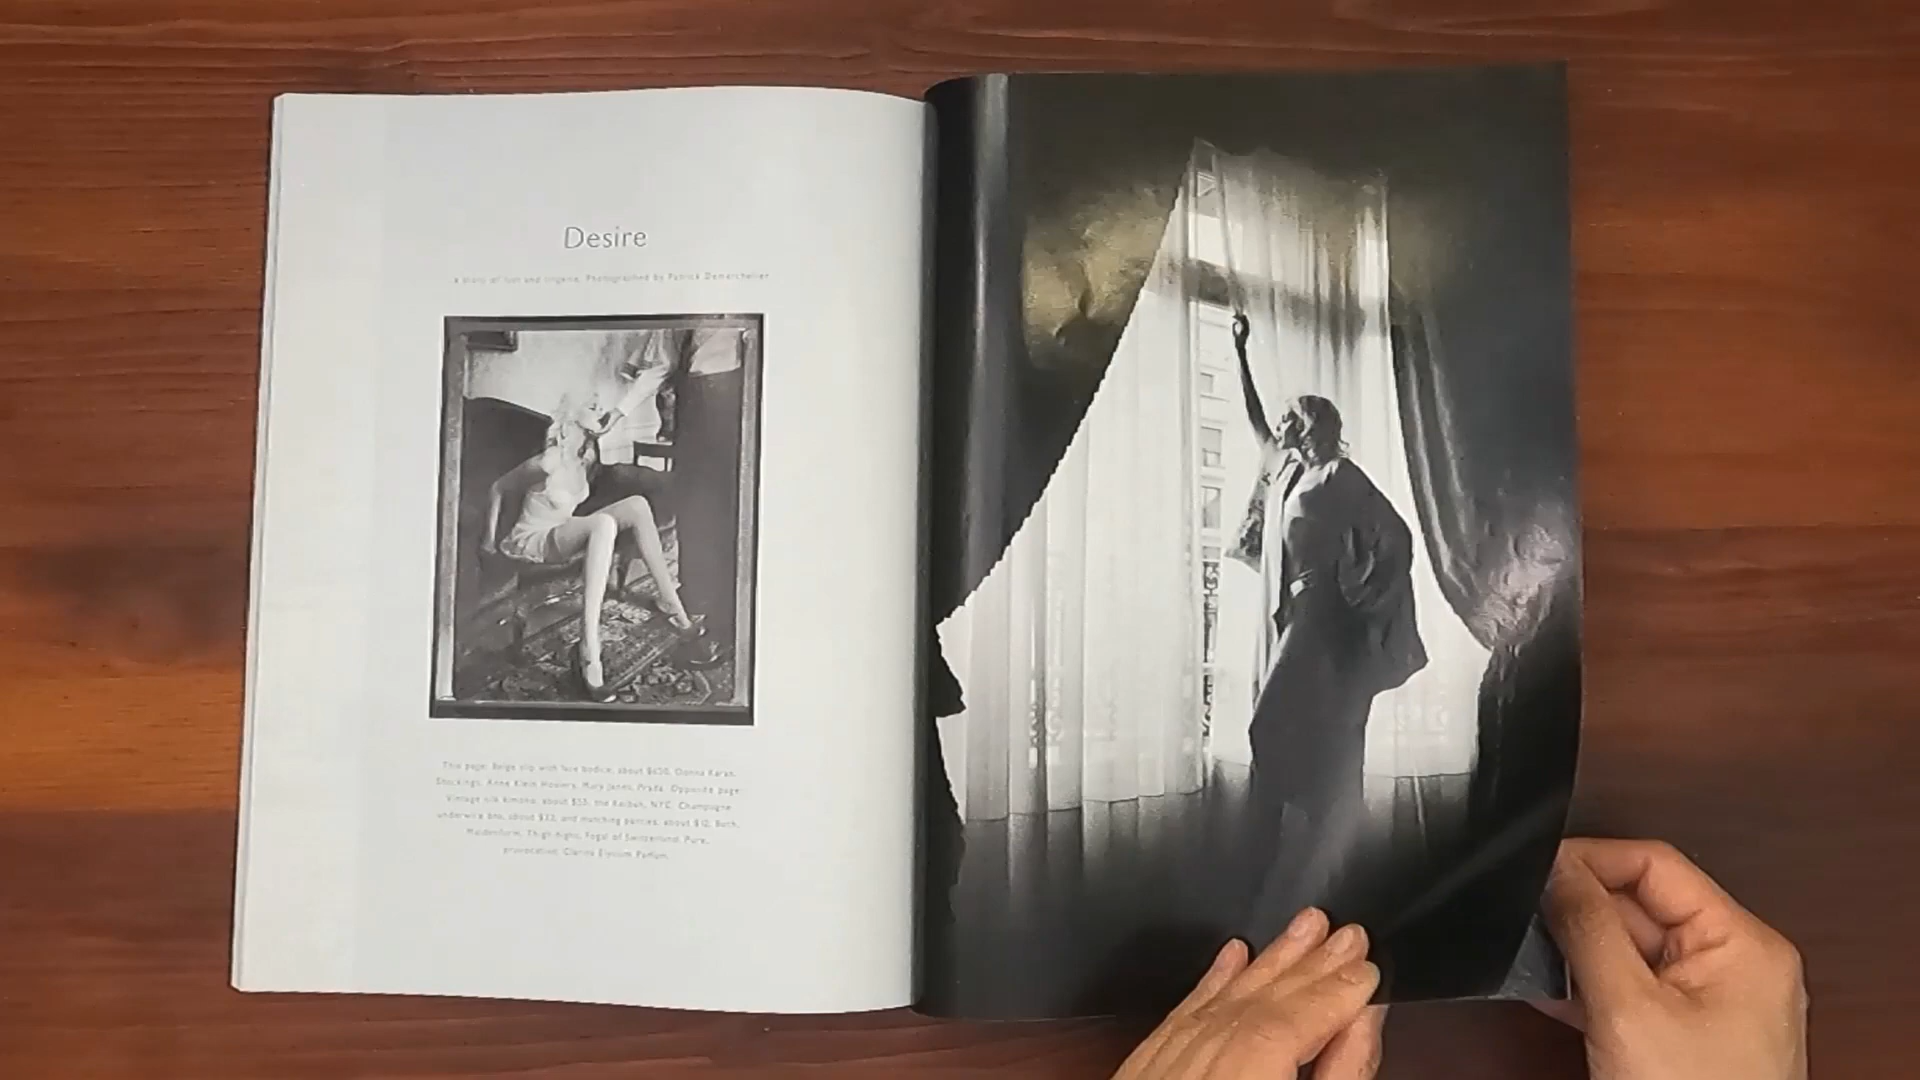 Desire
a story of lust and lingerie. Photographed by Patrick Demarchelier
This page: Beige slip with lace bodice, about $650, Donna Karan.
Stockings, Anne Klein Hosiery. Mary Janes, Prada. Opposite page:
Vintage silk kimono, about $55, the NYC. Champagne
underwire bra, about and matching panties, about $12, Both,
Maidenform. Thigh-highs, Fogal of Switzerland. Pure,
provocative: Clarins Elysium Parfum.